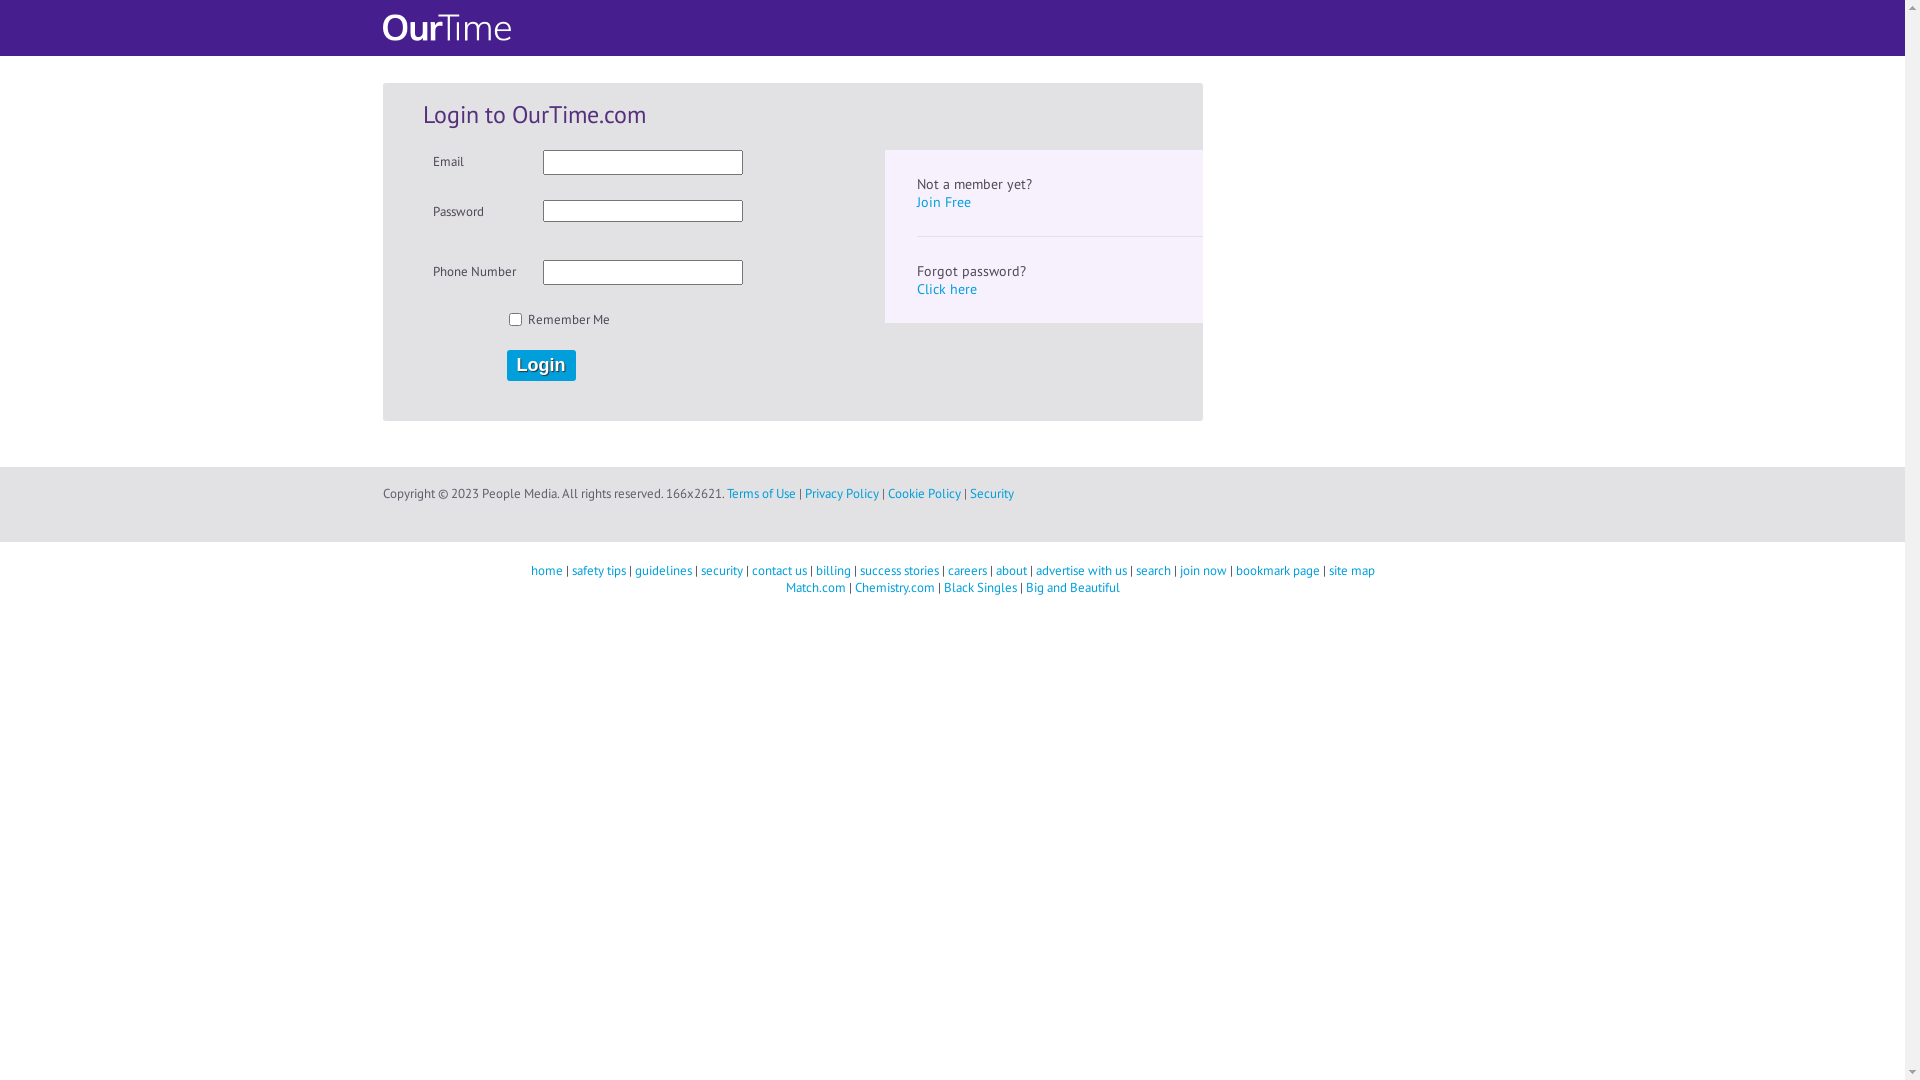 OurTime
Login to OurTime.com
Email
Password
Phone Number
Remember Me
Login
Not a member yet?
Join Free
Forgot password?
Click here
Copyright © 2023 People Media. All rights reserved. 166x2621. Terms of Use | Privacy Policy | Cookie Policy | Security
home | safety tips | guidelines | security | contact us | billing | success stories | careers | about | advertise with us | search | join now | bookmark page | site map
Match.com | Chemistry.com | Black Singles | Big and Beautiful